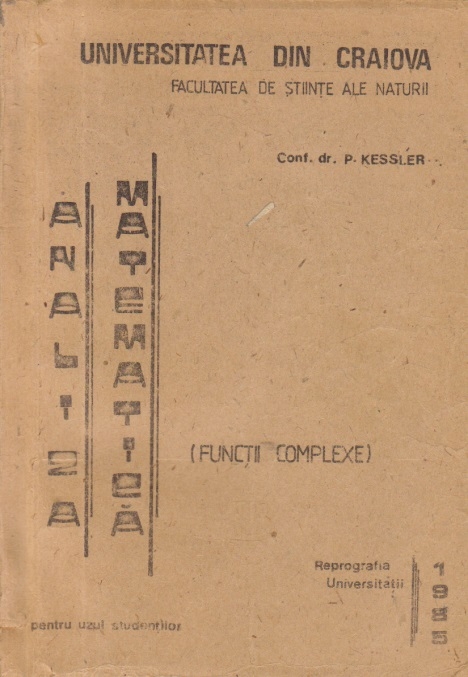 UNIVERSITATEA DIN CRAIOVA
FACULTATEA DE ȘTIINȚE ALE NATURII
Conf. dr. P. KESSLER
ANALIZA
MATEMATICĂ
(FUNCȚII COMPLEXE)
Reprografia
Universitatii
1985
pentru uzul studenților